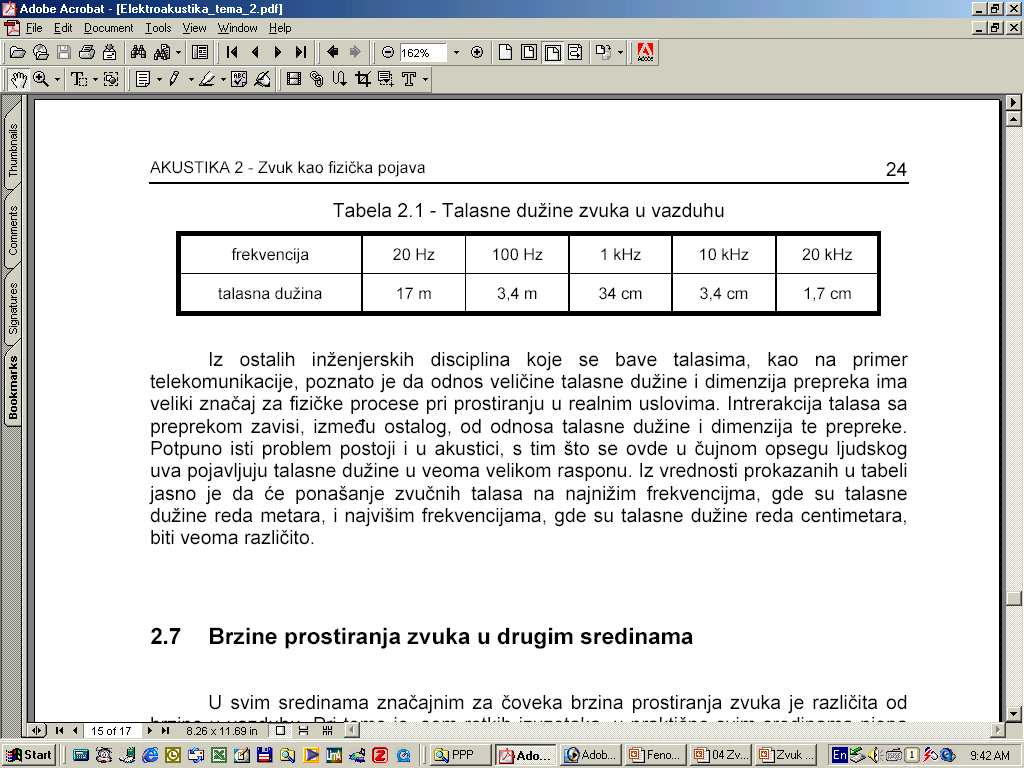 Adobe Acrobat - [Elektroakustika_tema_2.pdf]
File Edit Document Tools View Window Help
162%
Thumbnails
Comments
Signatures
Bookmarks
AKUSTIKA 2 - Zvuk kao fizička pojava 24
Tabela 2.1 - Talasne dužine zvuka u vazduhu
frekvencija 20 Hz 100 Hz 1 kHz 10 kHz 20 kHz
talasna dužina 17 m 3,4 m 34 cm 3,4 cm 1,7 cm
Iz ostalih inženjerskih disciplina koje se bave talasima, kao na primer
telekomunikacije, poznato je da odnos veličine talasne dužine i dimenzija prepreka ima
veliki značaj za fizičke procese pri prostiranju u realnim uslovima. Intrerakcija talasa sa
preprekom zavisi, između ostalog, od odnosa talasne dužine i dimenzija te prepreke.
Potpuno isti problem postoji i u akustici, s tim što se ovde u čujnom opsegu ljudskog
uva pojavljuju talasne dužine u veoma velikom rasponu. Iz vrednosti prokazanih u tabeli
jasno je da će ponašanje zvučnih talasa na najnižim frekvencijma, gde su talasne
dužine reda metara, i najvišim frekvencijama, gde su talasne dužine reda centimetara,
biti veoma različito.
2.7 Brzine prostiranja zvuka u drugim sredinama
U svim sredinama značajnim za čoveka brzina prostiranja zvuka je različita od
15 of 17 8.26 x 11.69 in
Start PPP Ado... Adob... Feno... 04 Zv... Zvuk ... En 1 9:42 AM